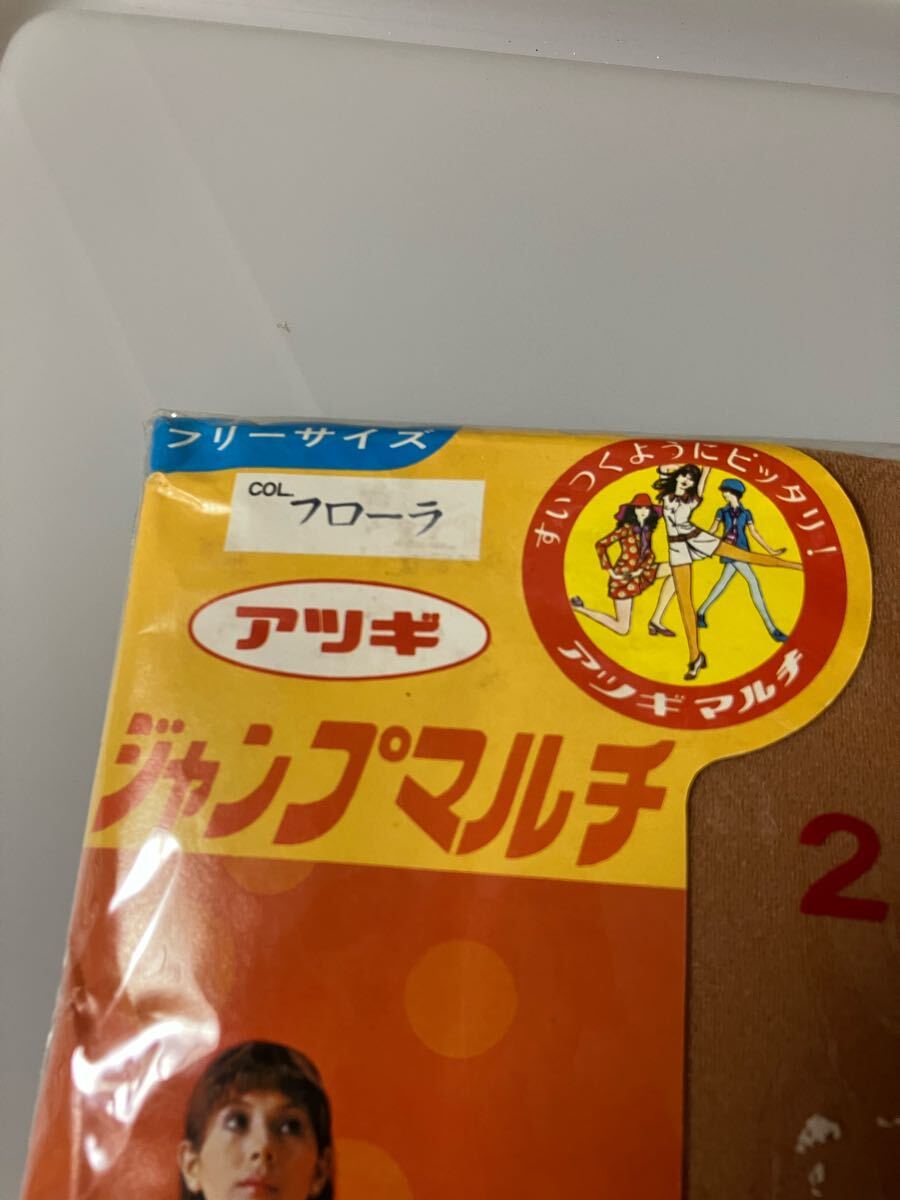 フリーサイズ
COL.
フローラ
アツギ
ジャンプマルチ
すいつくようにピッタリ!
アツギマルチ
2